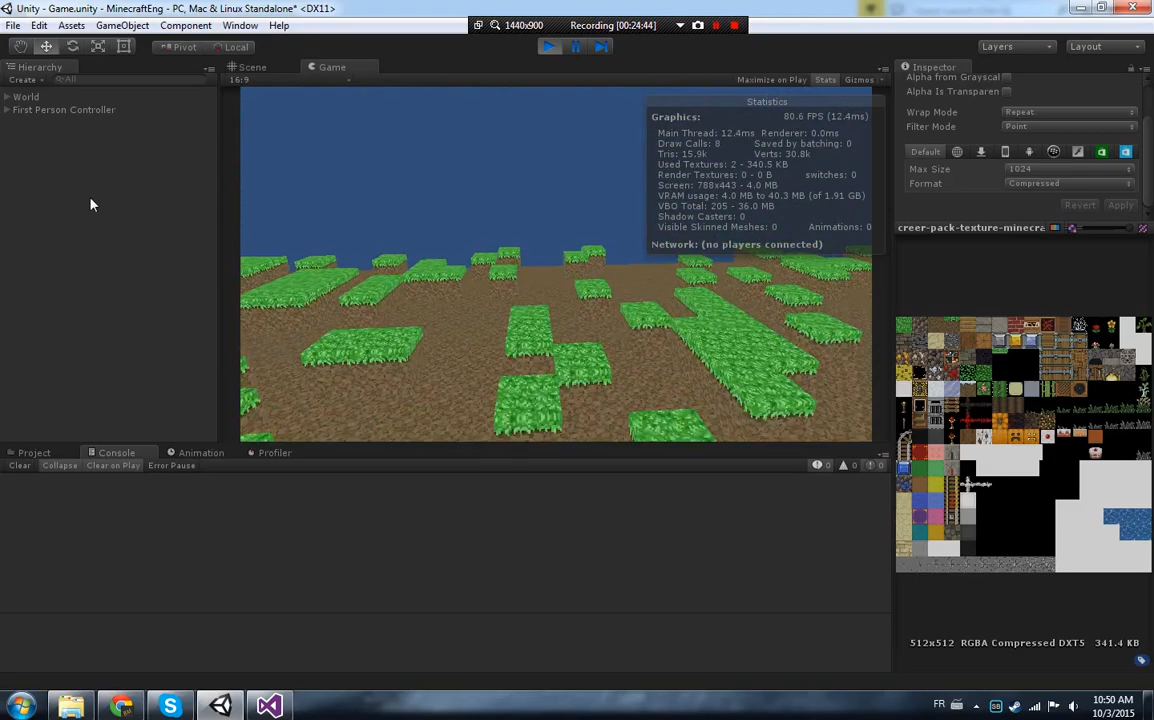 Unity - Game.unity - MinecraftEng - PC, Mac & Linux Standalone* <DX11>
File Edit Assets GameObject Component Window Help
1440x900 Recording [00:24:44]
Pivot Local Layers Layout
Hierarchy Scene Game Inspector
Create All 16:9 Maximize on Play Stats Gizmos
World
First Person Controller
Statistics
Graphics: 80.6 FPS (12.4ms)
Main Thread: 12.4ms Renderer: 0.0ms
Draw Calls: 8 Saved by batching: 0
Tris: 15.9k Verts: 30.8k
Used Textures: 2 - 340.5 KB
Render Textures: 0 - 0 B switches: 0
Screen: 788x443 - 4.0 MB
VRAM usage: 4.0 MB to 40.3 MB (of 1.91 GB)
VBO Total: 205 - 36.0 MB
Shadow Casters: 0
Visible Skinned Meshes: 0 Animations: 0
Network: (no players connected)
Alpha from Grayscal
Alpha Is Transparen
Wrap Mode Repeat
Filter Mode Point
Default
Max Size 1024
Format Compressed
Revert Apply
creer-pack-texture-minecra
512x512 RGBA Compressed DXT5 341.4 KB
Project Console Animation Profiler
Clear Collapse Clear on Play Error Pause 0 0 0
FR 10:50 AM
10/3/2015